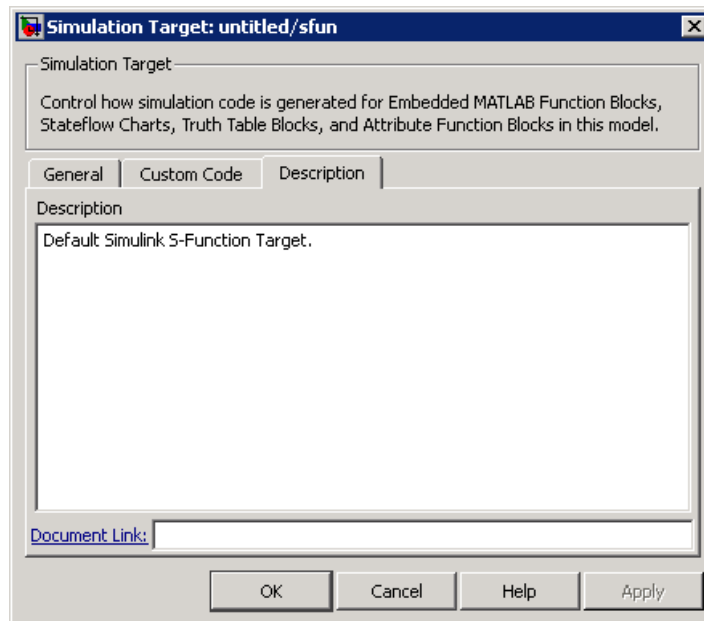 Simulation Target: untitled/sfun
Simulation Target
Control how simulation code is generated for Embedded MATLAB Function Blocks,
Stateflow Charts, Truth Table Blocks, and Attribute Function Blocks in this model.
General Custom Code Description
Description
Default Simulink S-Function Target.
Document Link:
OK Cancel Help Apply